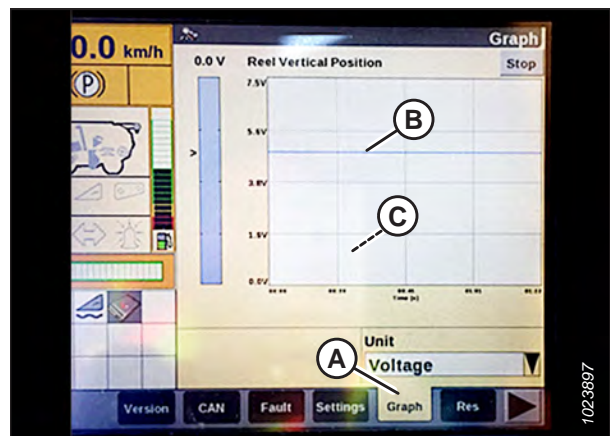 0.0 km/h
Graph
0.0 V
Reel Vertical Position
Stop
(P)
7.5V
B
5.6V
V
3.8V
C
1.9V
0.0V
Unit
A
Voltage
Version
CAN
Fault
Settings
Graph
Res
1023897